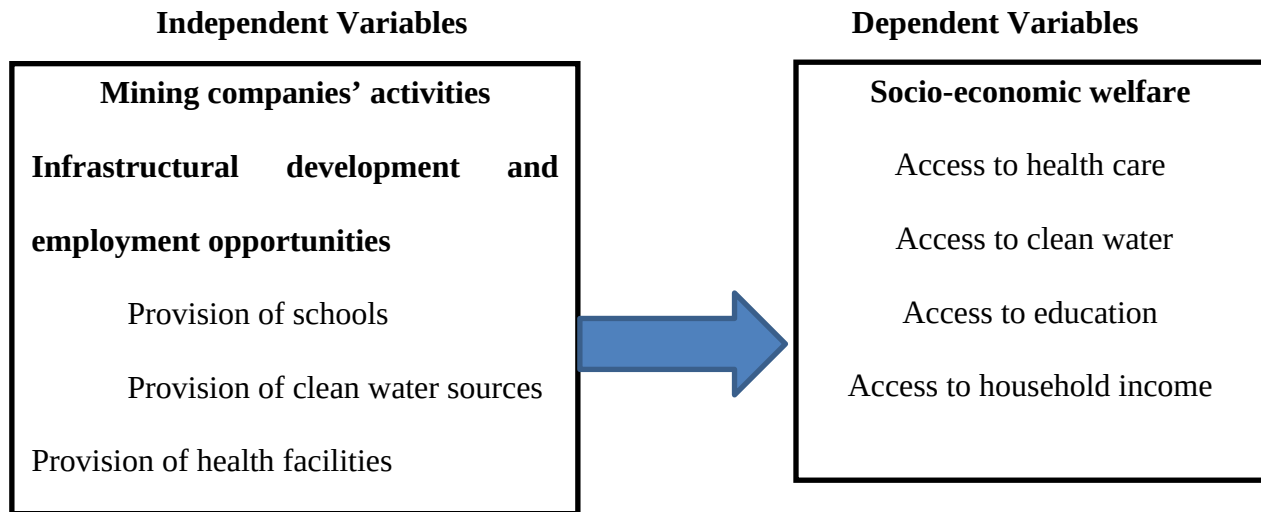 Independent Variables
Mining companies’ activities
Infrastructural development and
employment opportunities
Provision of schools
Provision of clean water sources
Provision of health facilities
Dependent Variables
Socio-economic welfare
Access to health care
Access to clean water
Access to education
Access to household income